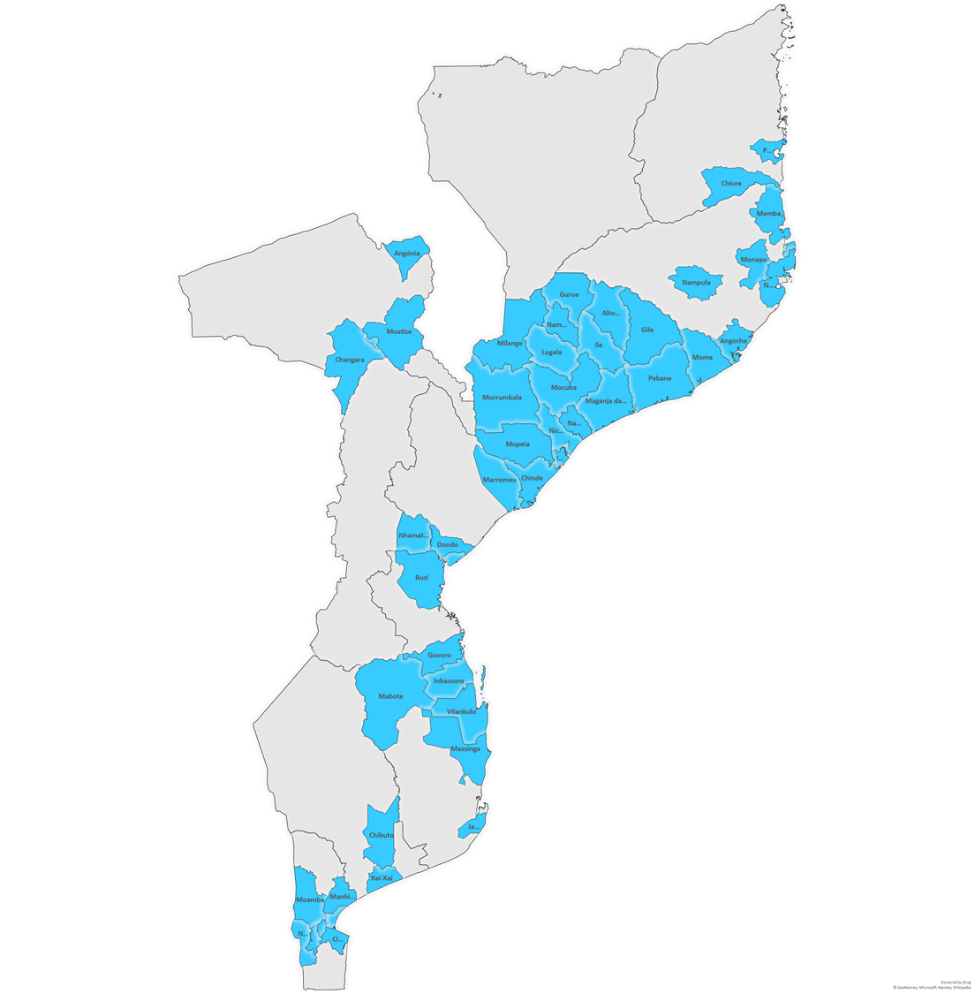 P...
Chiure
Memba
Angónia
Monapo
Nampula
N...
Gurue
Alto...
Nam...
Gile
Moatize
Angoche
Milange
Ile
Lugela
Moma
Changara
Pebane
Mocuba
Morrumbala
Maganja da...
Na...
Nic...
Mopeia
Marromeu
Chinde
Nhamat...
Dondo
Buzi
Govuro
Inhassoro
Mabote
Vilankulo
Massinga
Ja...
Chibuto
Xai-Xai
Moamba
Manhi...
N...
Powered by Bing
© GeoNames, Microsoft, Navteq, Wikipedia